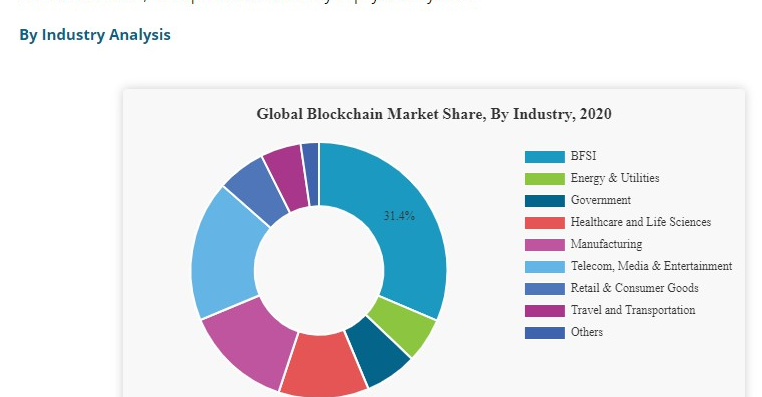 By Industry Analysis
Global Blockchain Market Share, By Industry, 2020
31.4%
BFSI
Energy & Utilities
Government
Healthcare and Life Sciences
Manufacturing
Telecom, Media & Entertainment
Retail & Consumer Goods
Travel and Transportation
Others